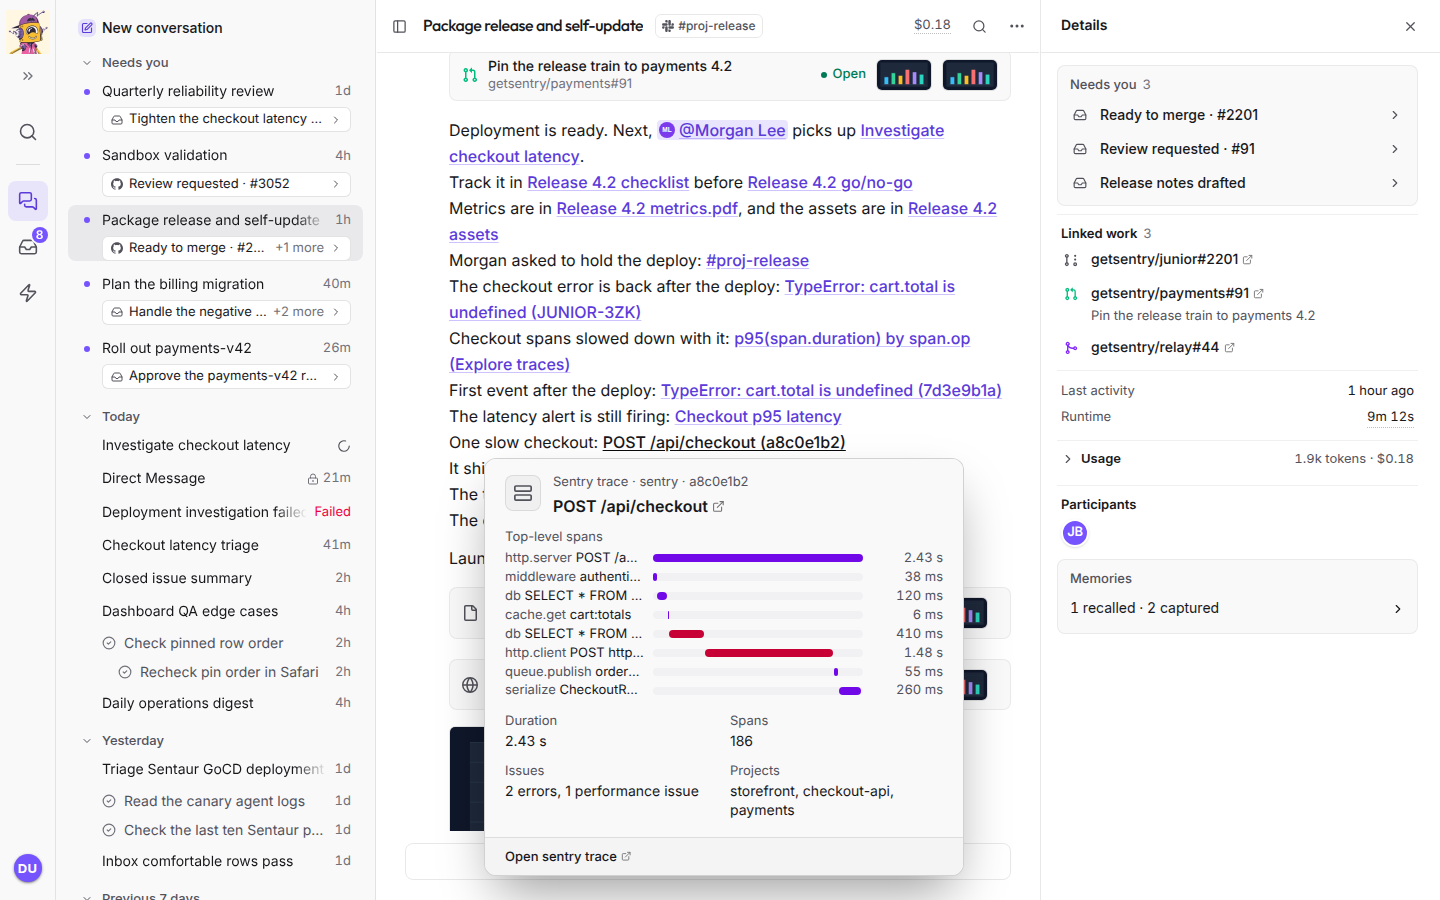 New conversation
Needs you
Quarterly reliability review 1d
Tighten the checkout latency ...
Sandbox validation 4h
Review requested · #3052
Package release and self-update 1h
Ready to merge · #2... +1 more
Plan the billing migration 40m
Handle the negative ... +2 more
Roll out payments-v42 26m
Approve the payments-v42 r...
Today
Investigate checkout latency
Direct Message 21m
Deployment investigation failed Failed
Checkout latency triage 41m
Closed issue summary 2h
Dashboard QA edge cases 4h
Check pinned row order 2h
Recheck pin order in Safari 2h
Daily operations digest 4h
Yesterday
Triage Sentaur GoCD deployment 1d
Read the canary agent logs 1d
Check the last ten Sentaur p... 1d
Inbox comfortable rows pass 1d
Previous 7 days
8
DU
Package release and self-update #proj-release $0.18
Pin the release train to payments 4.2
getsentry/payments#91
Open
Deployment is ready. Next, ML @Morgan Lee picks up Investigate
checkout latency.
Track it in Release 4.2 checklist before Release 4.2 go/no-go
Metrics are in Release 4.2 metrics.pdf, and the assets are in Release 4.2
assets
Morgan asked to hold the deploy: #proj-release
The checkout error is back after the deploy: TypeError: cart.total is
undefined (JUNIOR-3ZK)
Checkout spans slowed down with it: p95(span.duration) by span.op
(Explore traces)
First event after the deploy: TypeError: cart.total is undefined (7d3e9b1a)
The latency alert is still firing: Checkout p95 latency
One slow checkout: POST /api/checkout (a8c0e1b2)
It shi
The
The
Laun
Sentry trace · sentry · a8c0e1b2
POST /api/checkout
Top-level spans
http.server POST /a... 2.43 s
middleware authenti... 38 ms
db SELECT * FROM ... 120 ms
cache.get cart:totals 6 ms
db SELECT * FROM ... 410 ms
http.client POST http... 1.48 s
queue.publish order... 55 ms
serialize CheckoutR... 260 ms
Duration Spans
2.43 s 186
Issues Projects
2 errors, 1 performance issue storefront, checkout-api,
payments
Open sentry trace
Details
Needs you 3
Ready to merge · #2201
Review requested · #91
Release notes drafted
Linked work 3
getsentry/junior#2201
getsentry/payments#91
Pin the release train to payments 4.2
getsentry/relay#44
Last activity 1 hour ago
Runtime 9m 12s
Usage 1.9k tokens · $0.18
Participants
JB
Memories
1 recalled · 2 captured